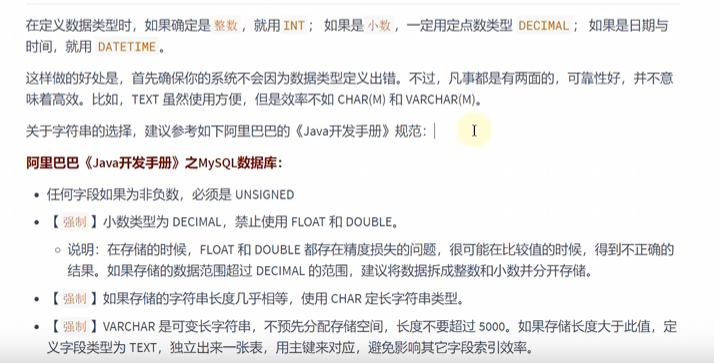 在定义数据类型时，如果确定是 整数 ，就用 INT ； 如果是 小数 ，一定用定点数类型 DECIMAL ； 如果是日期与
时间，就用 DATETIME 。
这样做的好处是，首先确保你的系统不会因为数据类型定义出错。不过，凡事都是有两面的，可靠性好，并不意
味着高效。比如，TEXT 虽然使用方便，但是效率不如 CHAR(M) 和 VARCHAR(M)。
关于字符串的选择，建议参考如下阿里巴巴的《Java开发手册》规范：
阿里巴巴《Java开发手册》之MySQL数据库：
• 任何字段如果为非负数，必须是 UNSIGNED
• 【 强制 】小数类型为 DECIMAL，禁止使用 FLOAT 和 DOUBLE。
○ 说明：在存储的时候，FLOAT 和 DOUBLE 都存在精度损失的问题，很可能在比较值的时候，得到不正确的
结果。如果存储的数据范围超过 DECIMAL 的范围，建议将数据拆成整数和小数并分开存储。
• 【 强制 】如果存储的字符串长度几乎相等，使用 CHAR 定长字符串类型。
• 【 强制 】VARCHAR 是可变长字符串，不预先分配存储空间，长度不要超过 5000。如果存储长度大于此值，定
义字段类型为 TEXT，独立出来一张表，用主键来对应，避免影响其它字段索引效率。